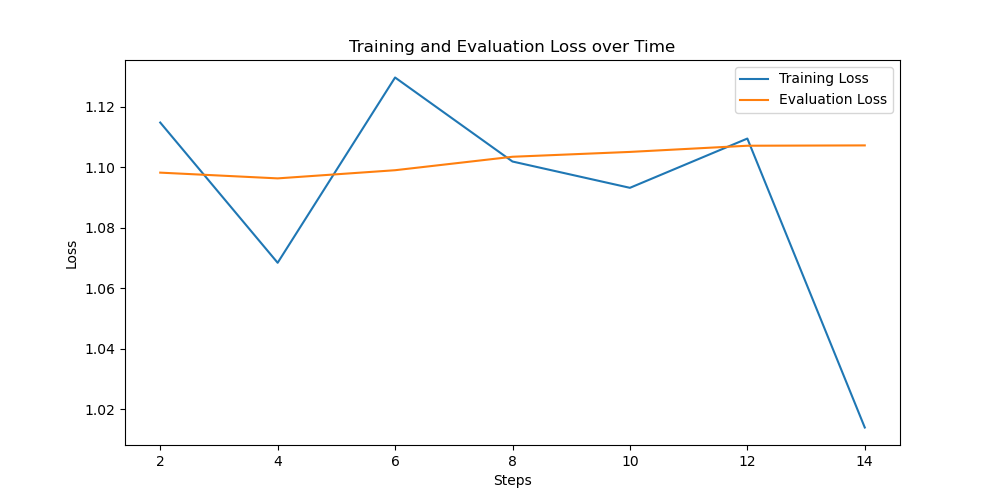 Training and Evaluation Loss over Time
Training Loss
Evaluation Loss
1.12
1.10
1.08
1.06
1.04
1.02
Loss
2 4 6 8 10 12 14
Steps